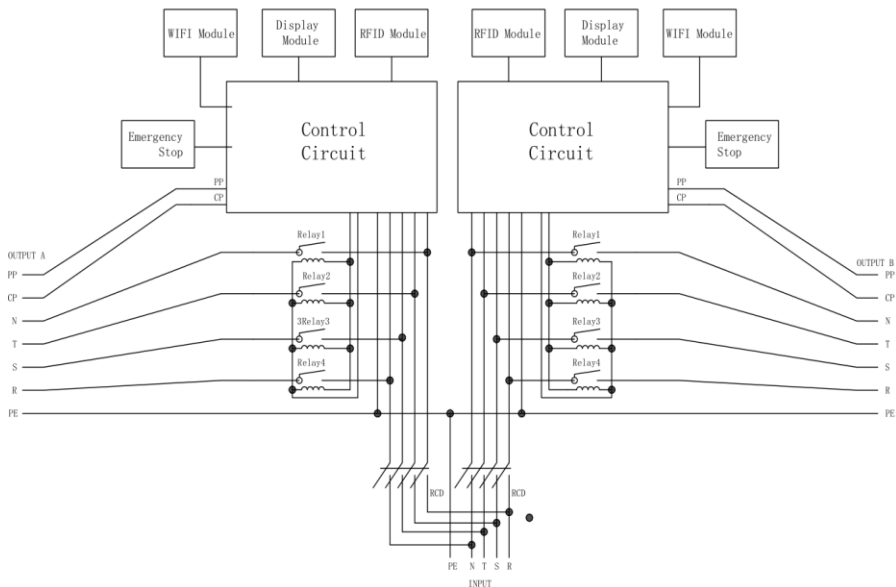 WIFI Module
Display
Module
RFID Module
RFID Module
Display
Module
WIFI Module
Emergency
Stop
Control
Circuit
Control
Circuit
Emergency
Stop
PP
CP
PP
CP
Relay1
Relay1
OUTPUT A
OUTPUT B
PP
PP
Relay2
Relay2
CP
CP
N
N
3Relay3
Relay3
T
T
Relay4
Relay4
S
S
R
R
PE
PE
RCD
RCD
PE N T S R
INPUT